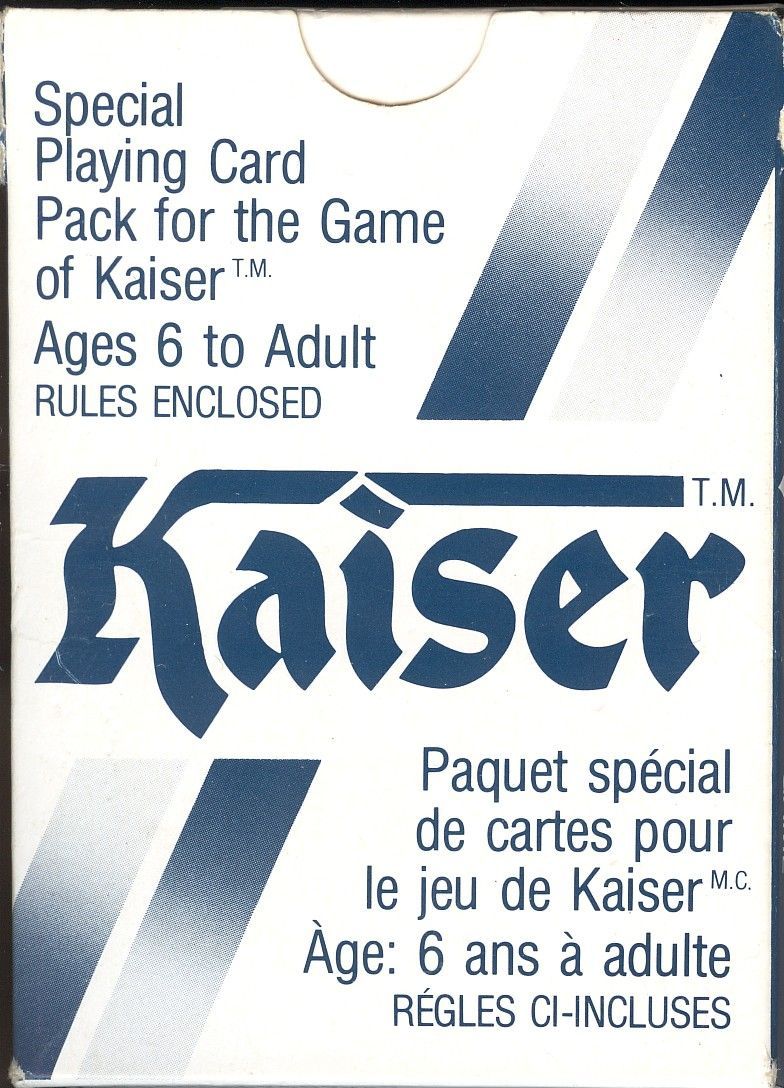 Special
Playing Card
Pack for the Game
of Kaiser T.M.
Ages 6 to Adult
RULES ENCLOSED
Kaiser T.M.
Paquet spécial
de cartes pour
le jeu de Kaiser M.C.
Àge: 6 ans à adulte
RÉGLES CI-INCLUSES